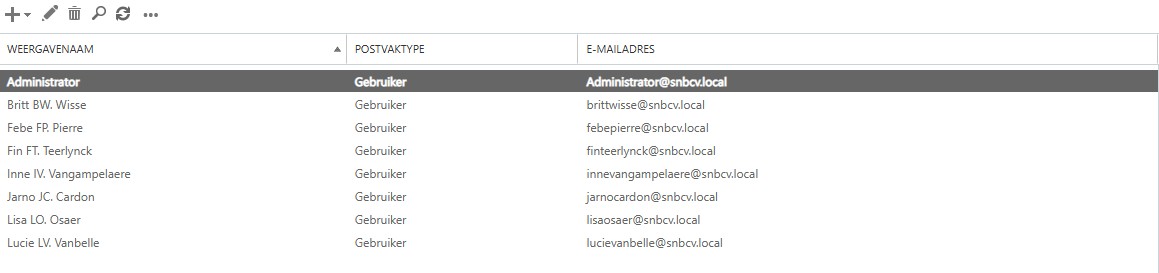 WEERGAVENAAM POSTVAKTYPE E-MAILADRES
Administrator Gebruiker Administrator@snbcv.local
Britt BW. Wisse Gebruiker brittwisse@snbcv.local
Febe FP. Pierre Gebruiker febepierre@snbcv.local
Fin FT. Teerlynck Gebruiker finteerlynck@snbcv.local
Inne IV. Vangampelaere Gebruiker innevangampelaere@snbcv.local
Jarno JC. Cardon Gebruiker jarnocardon@snbcv.local
Lisa LO. Osaer Gebruiker lisaosaer@snbcv.local
Lucie LV. Vanbelle Gebruiker lucievanbelle@snbcv.local